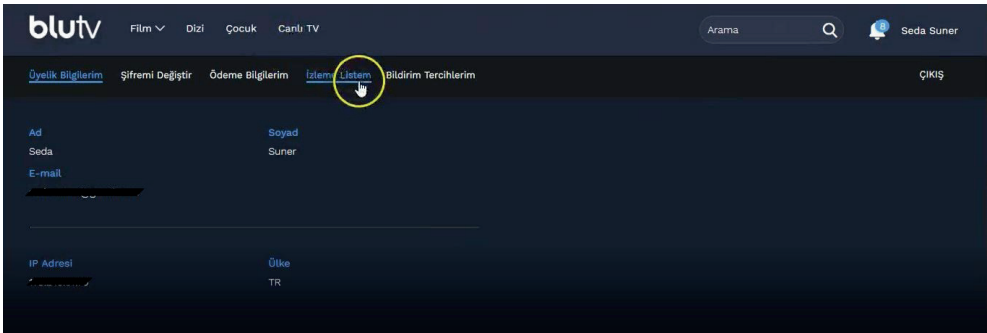 blutv Film Dizi Çocuk Canlı TV Arama 8 Seda Suner
Üyelik Bilgilerim Şifremi Değiştir Ödeme Bilgilerim İzleme Listem Bildirim Tercihlerim ÇIKIŞ
Ad Soyad
Seda Suner
E-mail
IP Adresi Ülke
TR